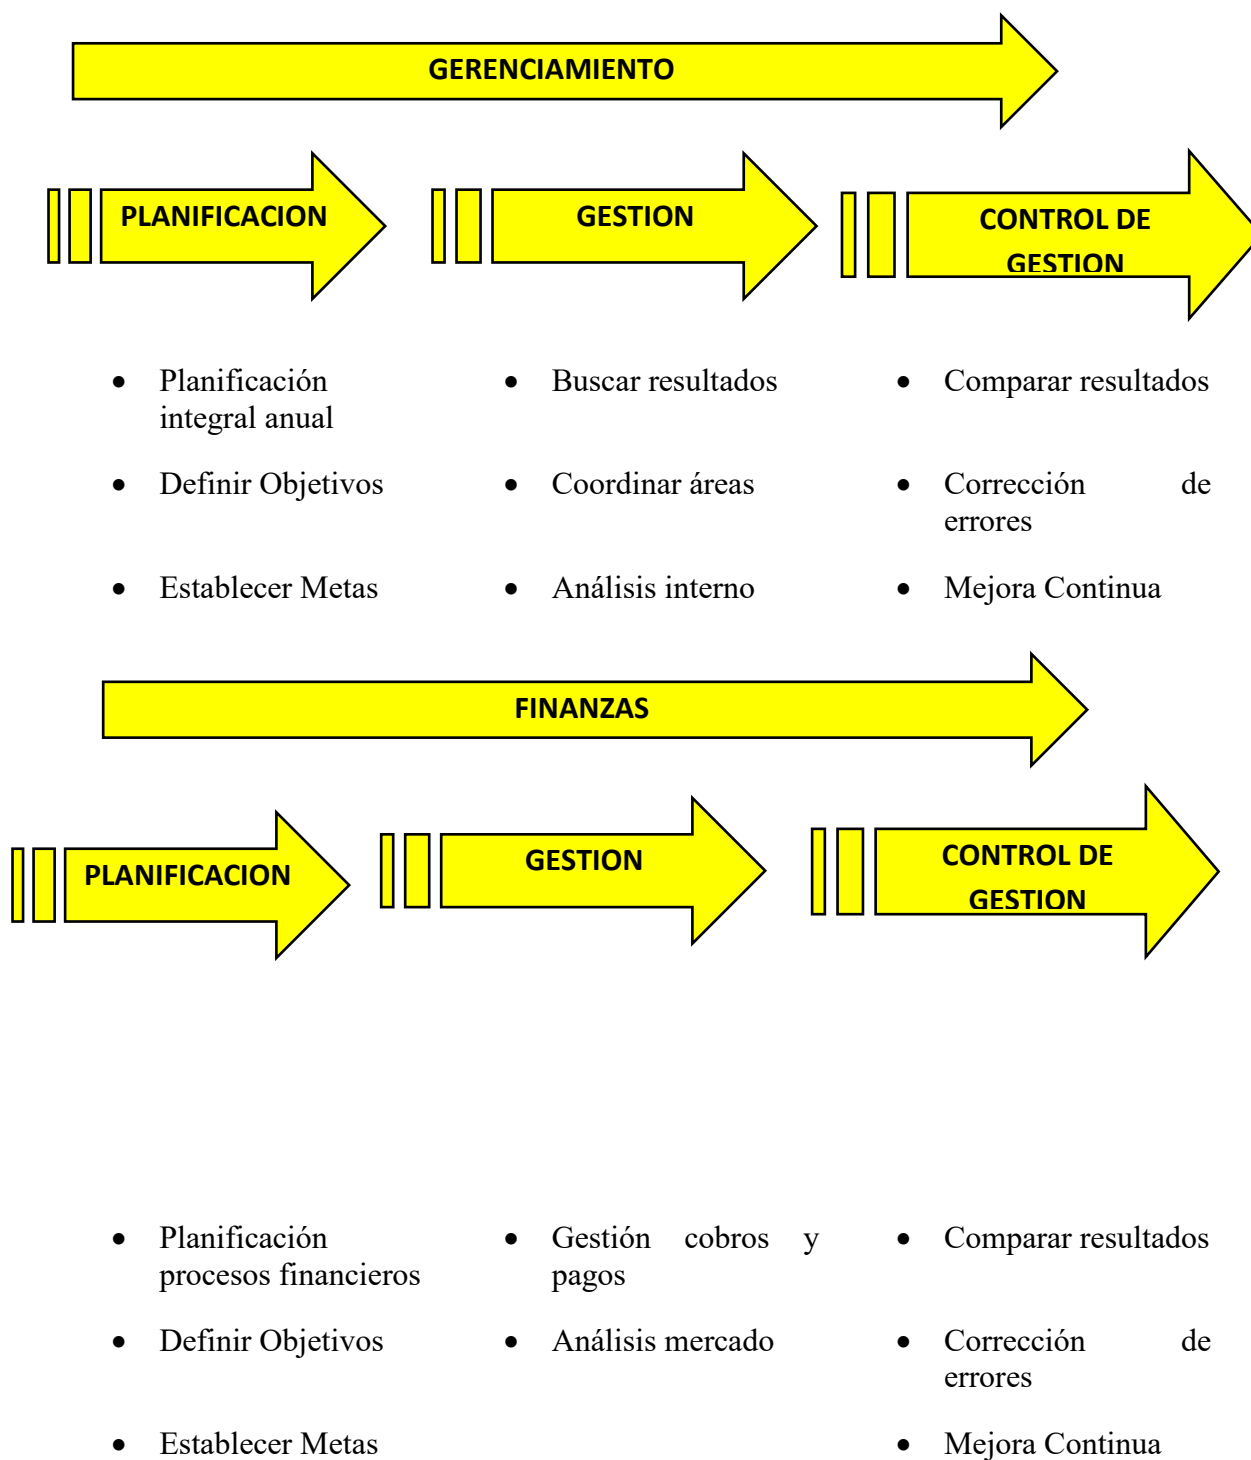 GERENCIAMIENTO
PLANIFICACION
GESTION
CONTROL DE
GESTION
• Planificación
integral anual
• Buscar resultados
• Comparar resultados
• Definir Objetivos
• Coordinar áreas
• Corrección de
errores
• Establecer Metas
• Análisis interno
• Mejora Continua
FINANZAS
PLANIFICACION
GESTION
CONTROL DE
GESTION
• Planificación
procesos financieros
• Gestión cobros y
pagos
• Comparar resultados
• Definir Objetivos
• Análisis mercado
• Corrección de
errores
• Establecer Metas
• Mejora Continua